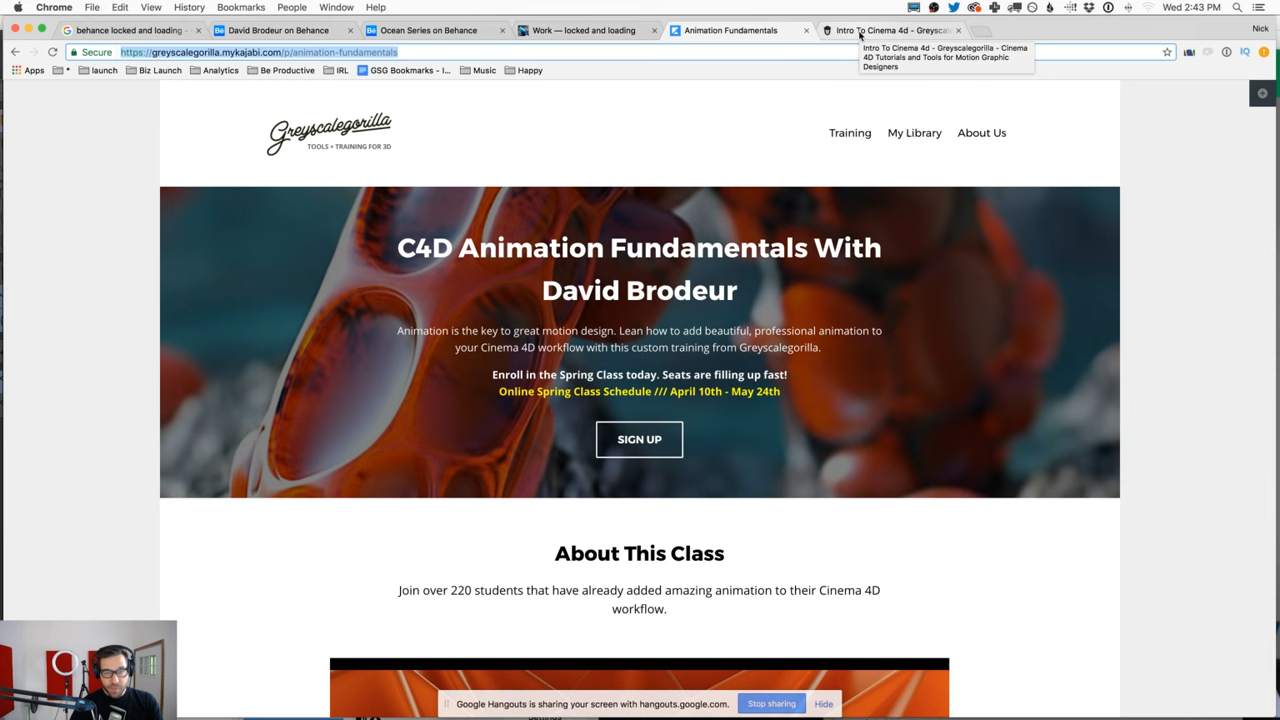 Chrome File Edit View History Bookmarks People Window Help
Wed 2:43 PM
behance locked and loading -
David Brodeur on Behance
Ocean Series on Behance
Work — locked and loading
Animation Fundamentals
Intro To Cinema 4d - Greyscal
Nick
Secure https://greyscalegorilla.mykajabi.com/p/animation-fundamentals
Intro To Cinema 4d - Greyscalegorilla - Cinema
4D Tutorials and Tools for Motion Graphic
Designers
Apps launch Biz Launch Analytics Be Productive IRL GSG Bookmarks - I... Music Happy
Greyscalegorilla
TOOLS + TRAINING FOR 3D
Training My Library About Us
C4D Animation Fundamentals With
David Brodeur
Animation is the key to great motion design. Lean how to add beautiful, professional animation to
your Cinema 4D workflow with this custom training from Greyscalegorilla.
Enroll in the Spring Class today. Seats are filling up fast!
Online Spring Class Schedule /// April 10th - May 24th
SIGN UP
About This Class
Join over 220 students that have already added amazing animation to their Cinema 4D
workflow.
Google Hangouts is sharing your screen with hangouts.google.com.
Stop sharing
Hide